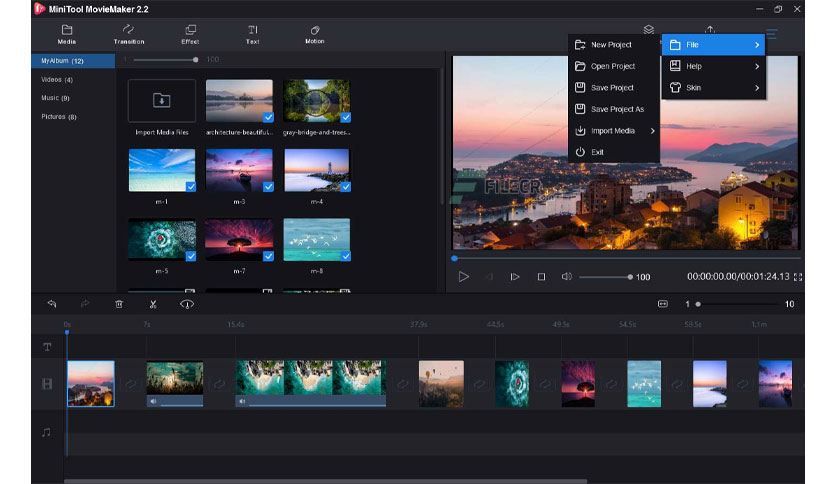 MiniTool MovieMaker 2.2
Media
Transition
Effect
Text
Motion
MyAlbum (12)
Videos (4)
Music (9)
Pictures (8)
100
Import Media Files
architecture-beautiful...
gray-bridge-and-trees...
m-1
m-3
m-4
m-5
m-7
m-8
New Project
Open Project
Save Project
Save Project As
Import Media
Exit
File
Help
Skin
FILECR
100
00:00:00.00/00:01:24.13
1
10
0s
7s
15.4s
37.9s
44.5s
49.3s
54.5s
59.5s
1.1m
T